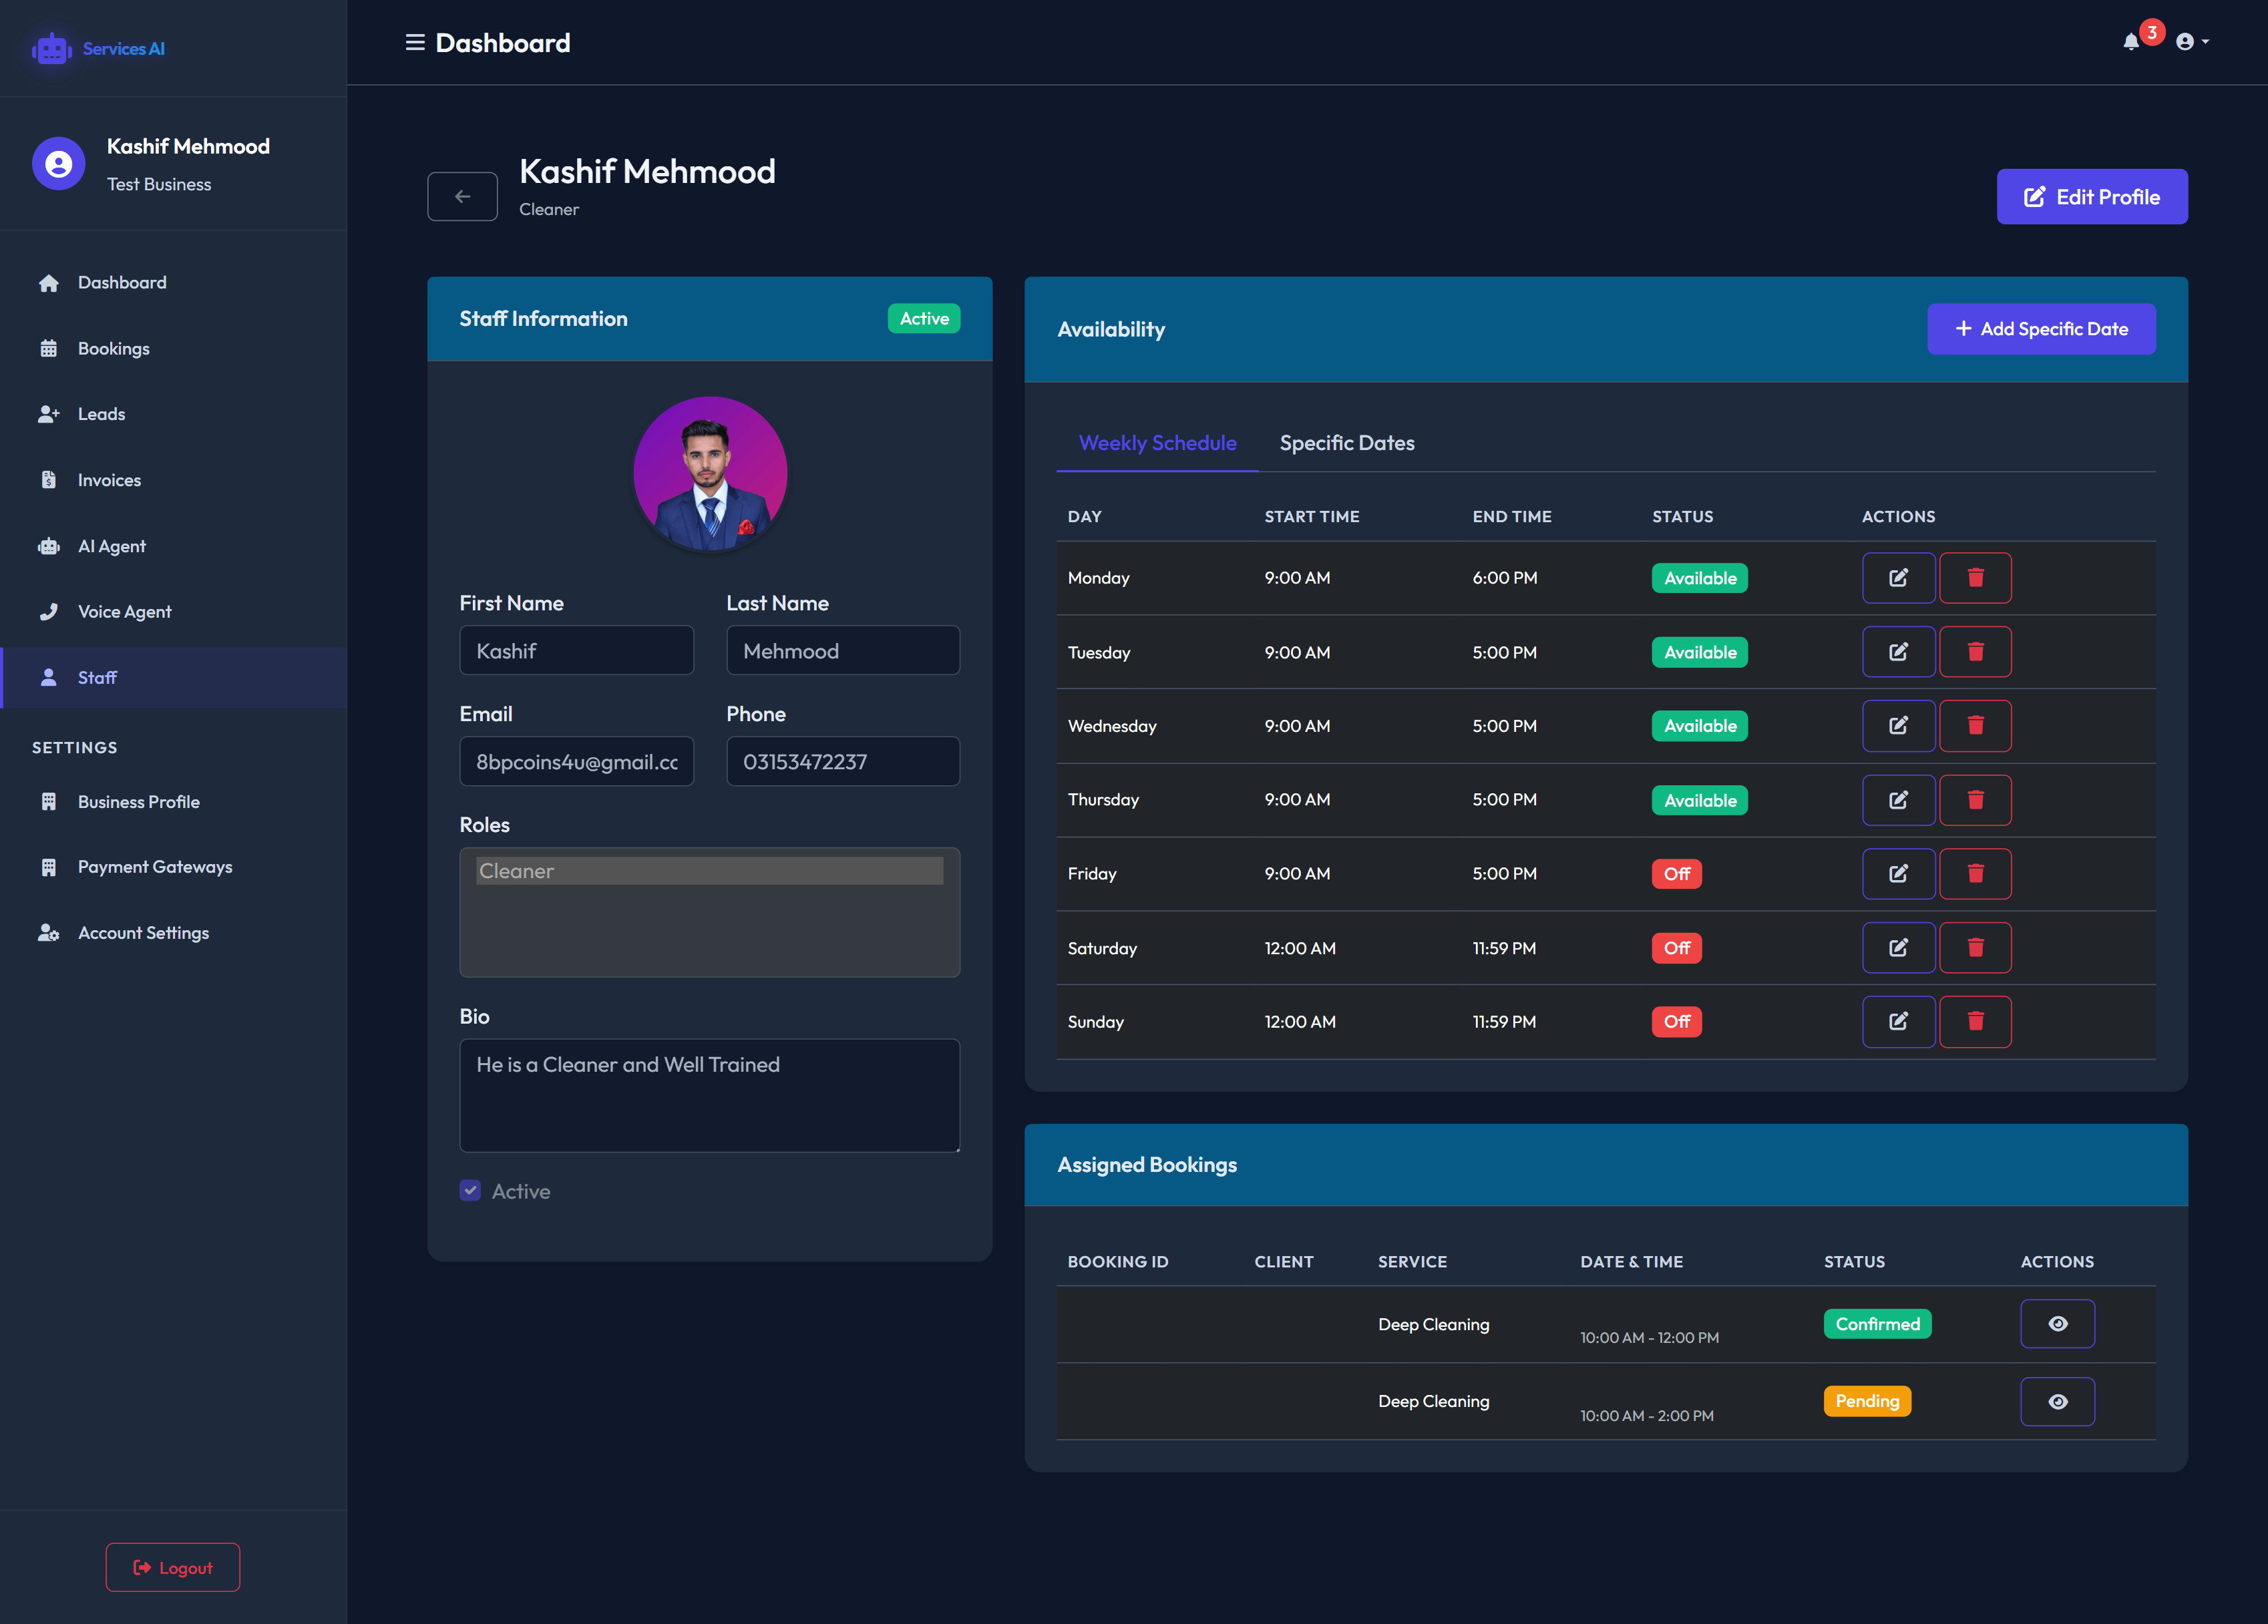 Services AI
Dashboard
3
Kashif Mehmood
Test Business
Dashboard
Bookings
Leads
Invoices
AI Agent
Voice Agent
Staff
SETTINGS
Business Profile
Payment Gateways
Account Settings
Logout
Kashif Mehmood
Cleaner
Edit Profile
Staff Information
Active
First Name
Last Name
Kashif
Mehmood
Email
Phone
8bpcoins4u@gmail.cc
03153472237
Roles
Cleaner
Bio
He is a Cleaner and Well Trained
Active
Availability
Add Specific Date
Weekly Schedule
Specific Dates
DAY START TIME END TIME STATUS ACTIONS
Monday 9:00 AM 6:00 PM Available
Tuesday 9:00 AM 5:00 PM Available
Wednesday 9:00 AM 5:00 PM Available
Thursday 9:00 AM 5:00 PM Available
Friday 9:00 AM 5:00 PM Off
Saturday 12:00 AM 11:59 PM Off
Sunday 12:00 AM 11:59 PM Off
Assigned Bookings
BOOKING ID CLIENT SERVICE DATE & TIME STATUS ACTIONS
Deep Cleaning 10:00 AM - 12:00 PM Confirmed
Deep Cleaning 10:00 AM - 2:00 PM Pending